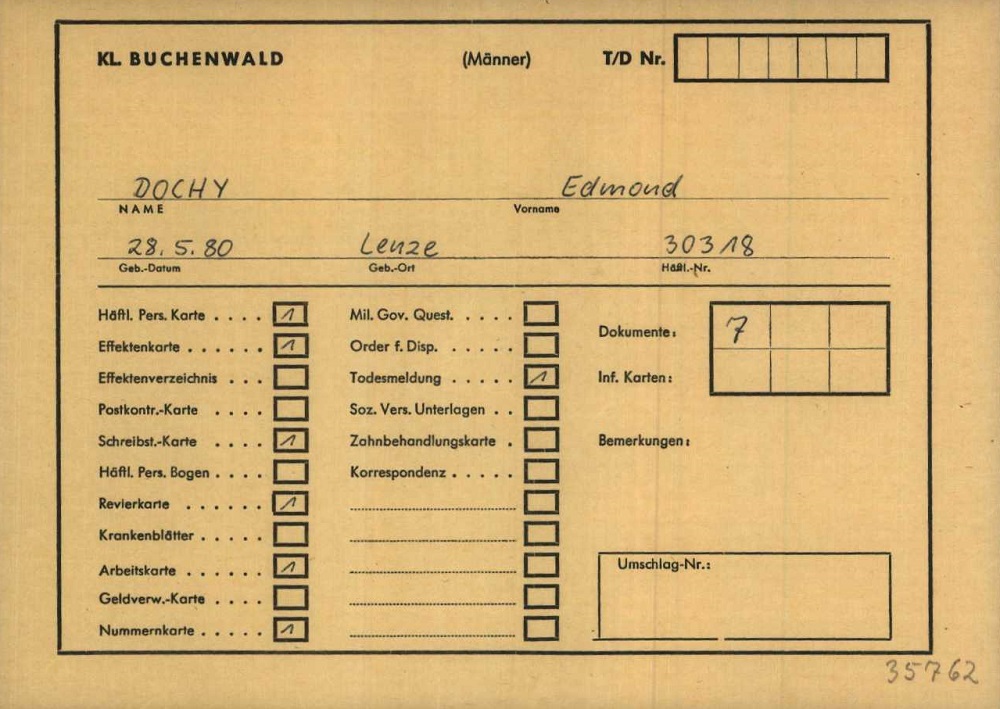 KL. BUCHENWALD (Männer) T/D Nr.
DOCHY Edmond
NAME Vorname
28. 5. 80 Lenze 30318
Geb.-Datum Geb.-Ort Häftl.-Nr.
Häftl. Pers. Karte . . . . 1 Mil. Gov. Quest. . . . . .
Effektenkarte . . . . . . 1 Order f. Disp. . . . . . .
Effektenverzeichnis . . . Todesmeldung . . . . . 1
Postkontr.-Karte . . . . Soz. Vers. Unterlagen . .
Schreibst.-Karte . . . . 1 Zahnbehandlungskarte .
Häftl. Pers. Bogen . . . . Korrespondenz . . . . .
Revierkarte . . . . . . 1
Krankenblätter . . . . .
Arbeitskarte . . . . . . 1
Geldverw.-Karte . . . .
Nummernkarte . . . . . 1
Dokumente: 7
Inf. Karten:
Bemerkungen:
Umschlag-Nr.:
35762